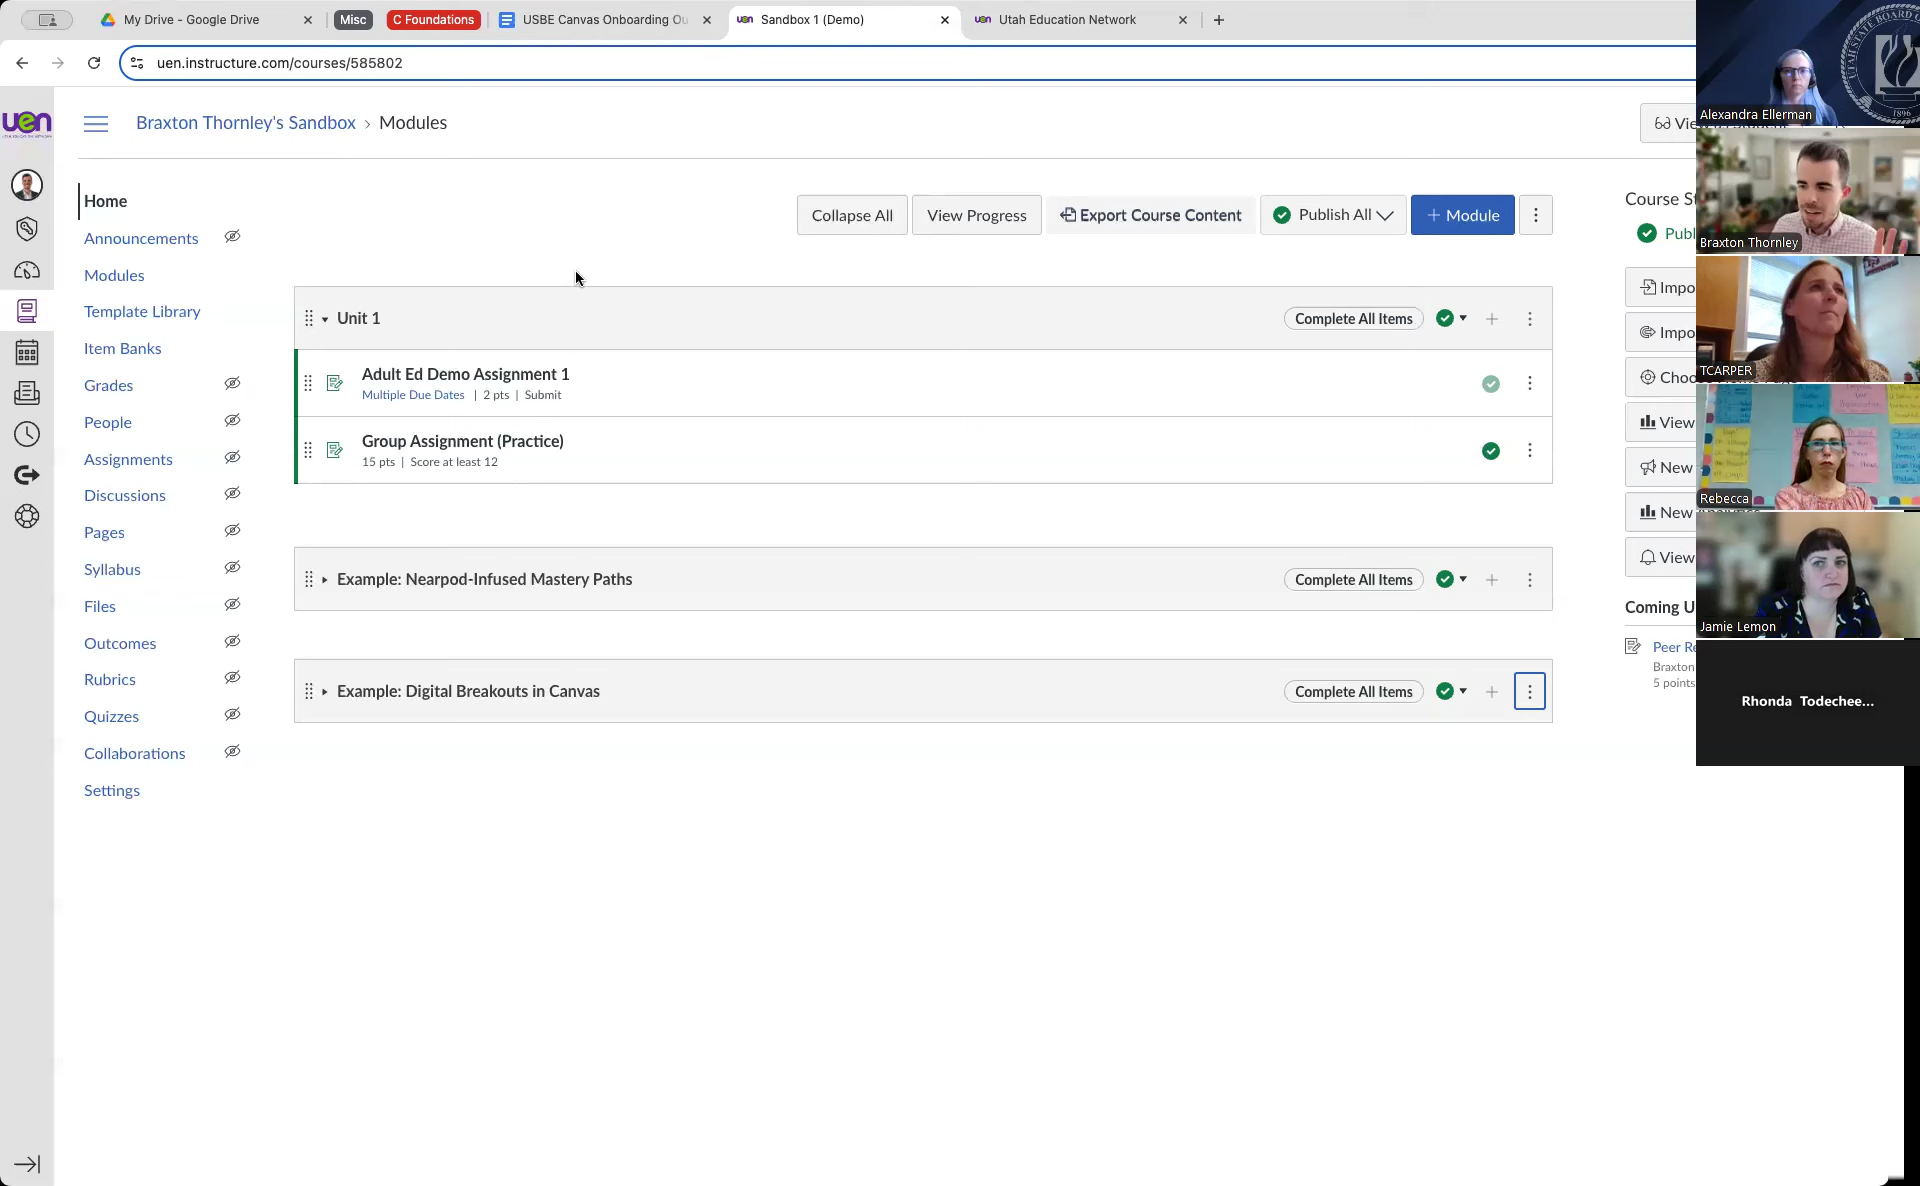 My Drive - Google Drive
Misc
C Foundations
USBE Canvas Onboarding Ou
Sandbox 1 (Demo)
Utah Education Network
uen.instructure.com/courses/585802
uen
Braxton Thornley's Sandbox › Modules
Home
Announcements
Modules
Template Library
Item Banks
Grades
People
Assignments
Discussions
Pages
Syllabus
Files
Outcomes
Rubrics
Quizzes
Collaborations
Settings
Collapse All
View Progress
Export Course Content
Publish All
+ Module
Unit 1
Complete All Items
Adult Ed Demo Assignment 1
Multiple Due Dates | 2 pts | Submit
Group Assignment (Practice)
15 pts | Score at least 12
Example: Nearpod-Infused Mastery Paths
Complete All Items
Example: Digital Breakouts in Canvas
Complete All Items
Course St
Publ
Impo
Impo
Choo
View
New
New
View
Coming U
Peer Re
Braxton
5 points
Alexandra Ellerman
1896
Braxton Thornley
TCARPER
Rebecca
Jamie Lemon
Rhonda Todechee...